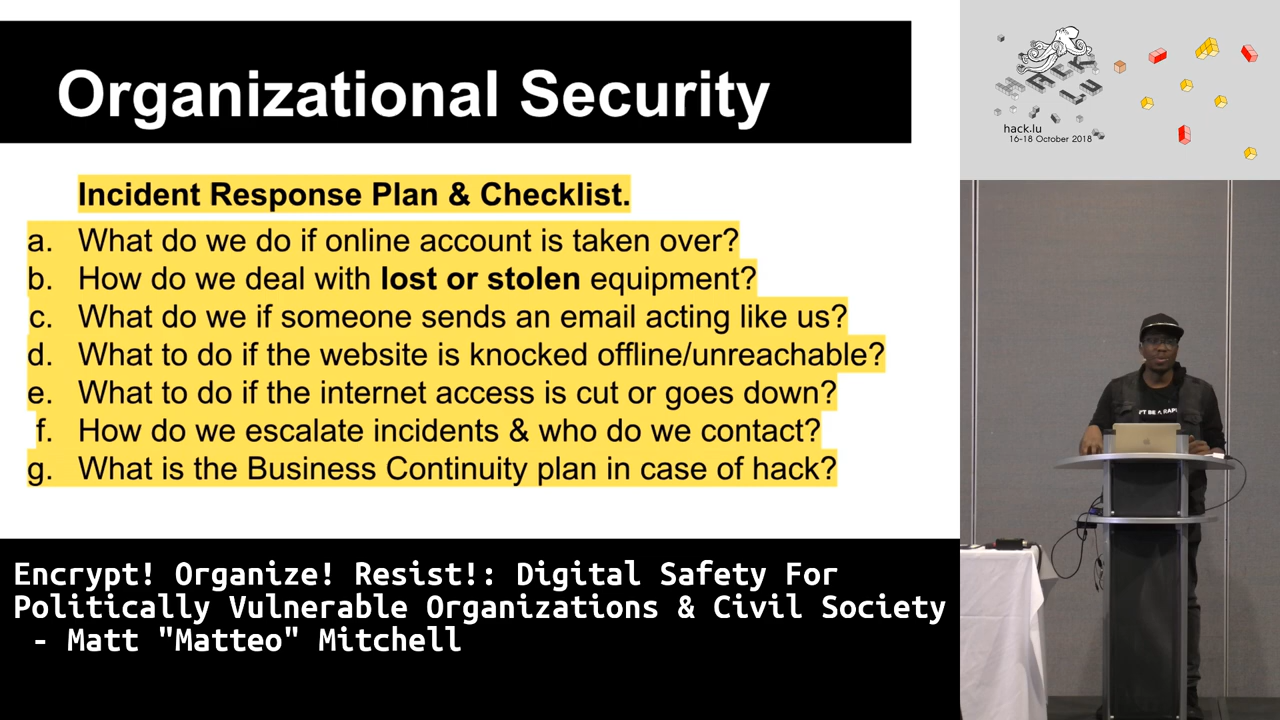 Organizational Security
Incident Response Plan & Checklist.
a. What do we do if online account is taken over?
b. How do we deal with lost or stolen equipment?
c. What do we if someone sends an email acting like us?
d. What to do if the website is knocked offline/unreachable?
e. What to do if the internet access is cut or goes down?
f. How do we escalate incidents & who do we contact?
g. What is the Business Continuity plan in case of hack?
Encrypt! Organize! Resist!: Digital Safety For
Politically Vulnerable Organizations & Civil Society
- Matt "Matteo" Mitchell
HACK
LU
hack.lu
16-18 October 2018